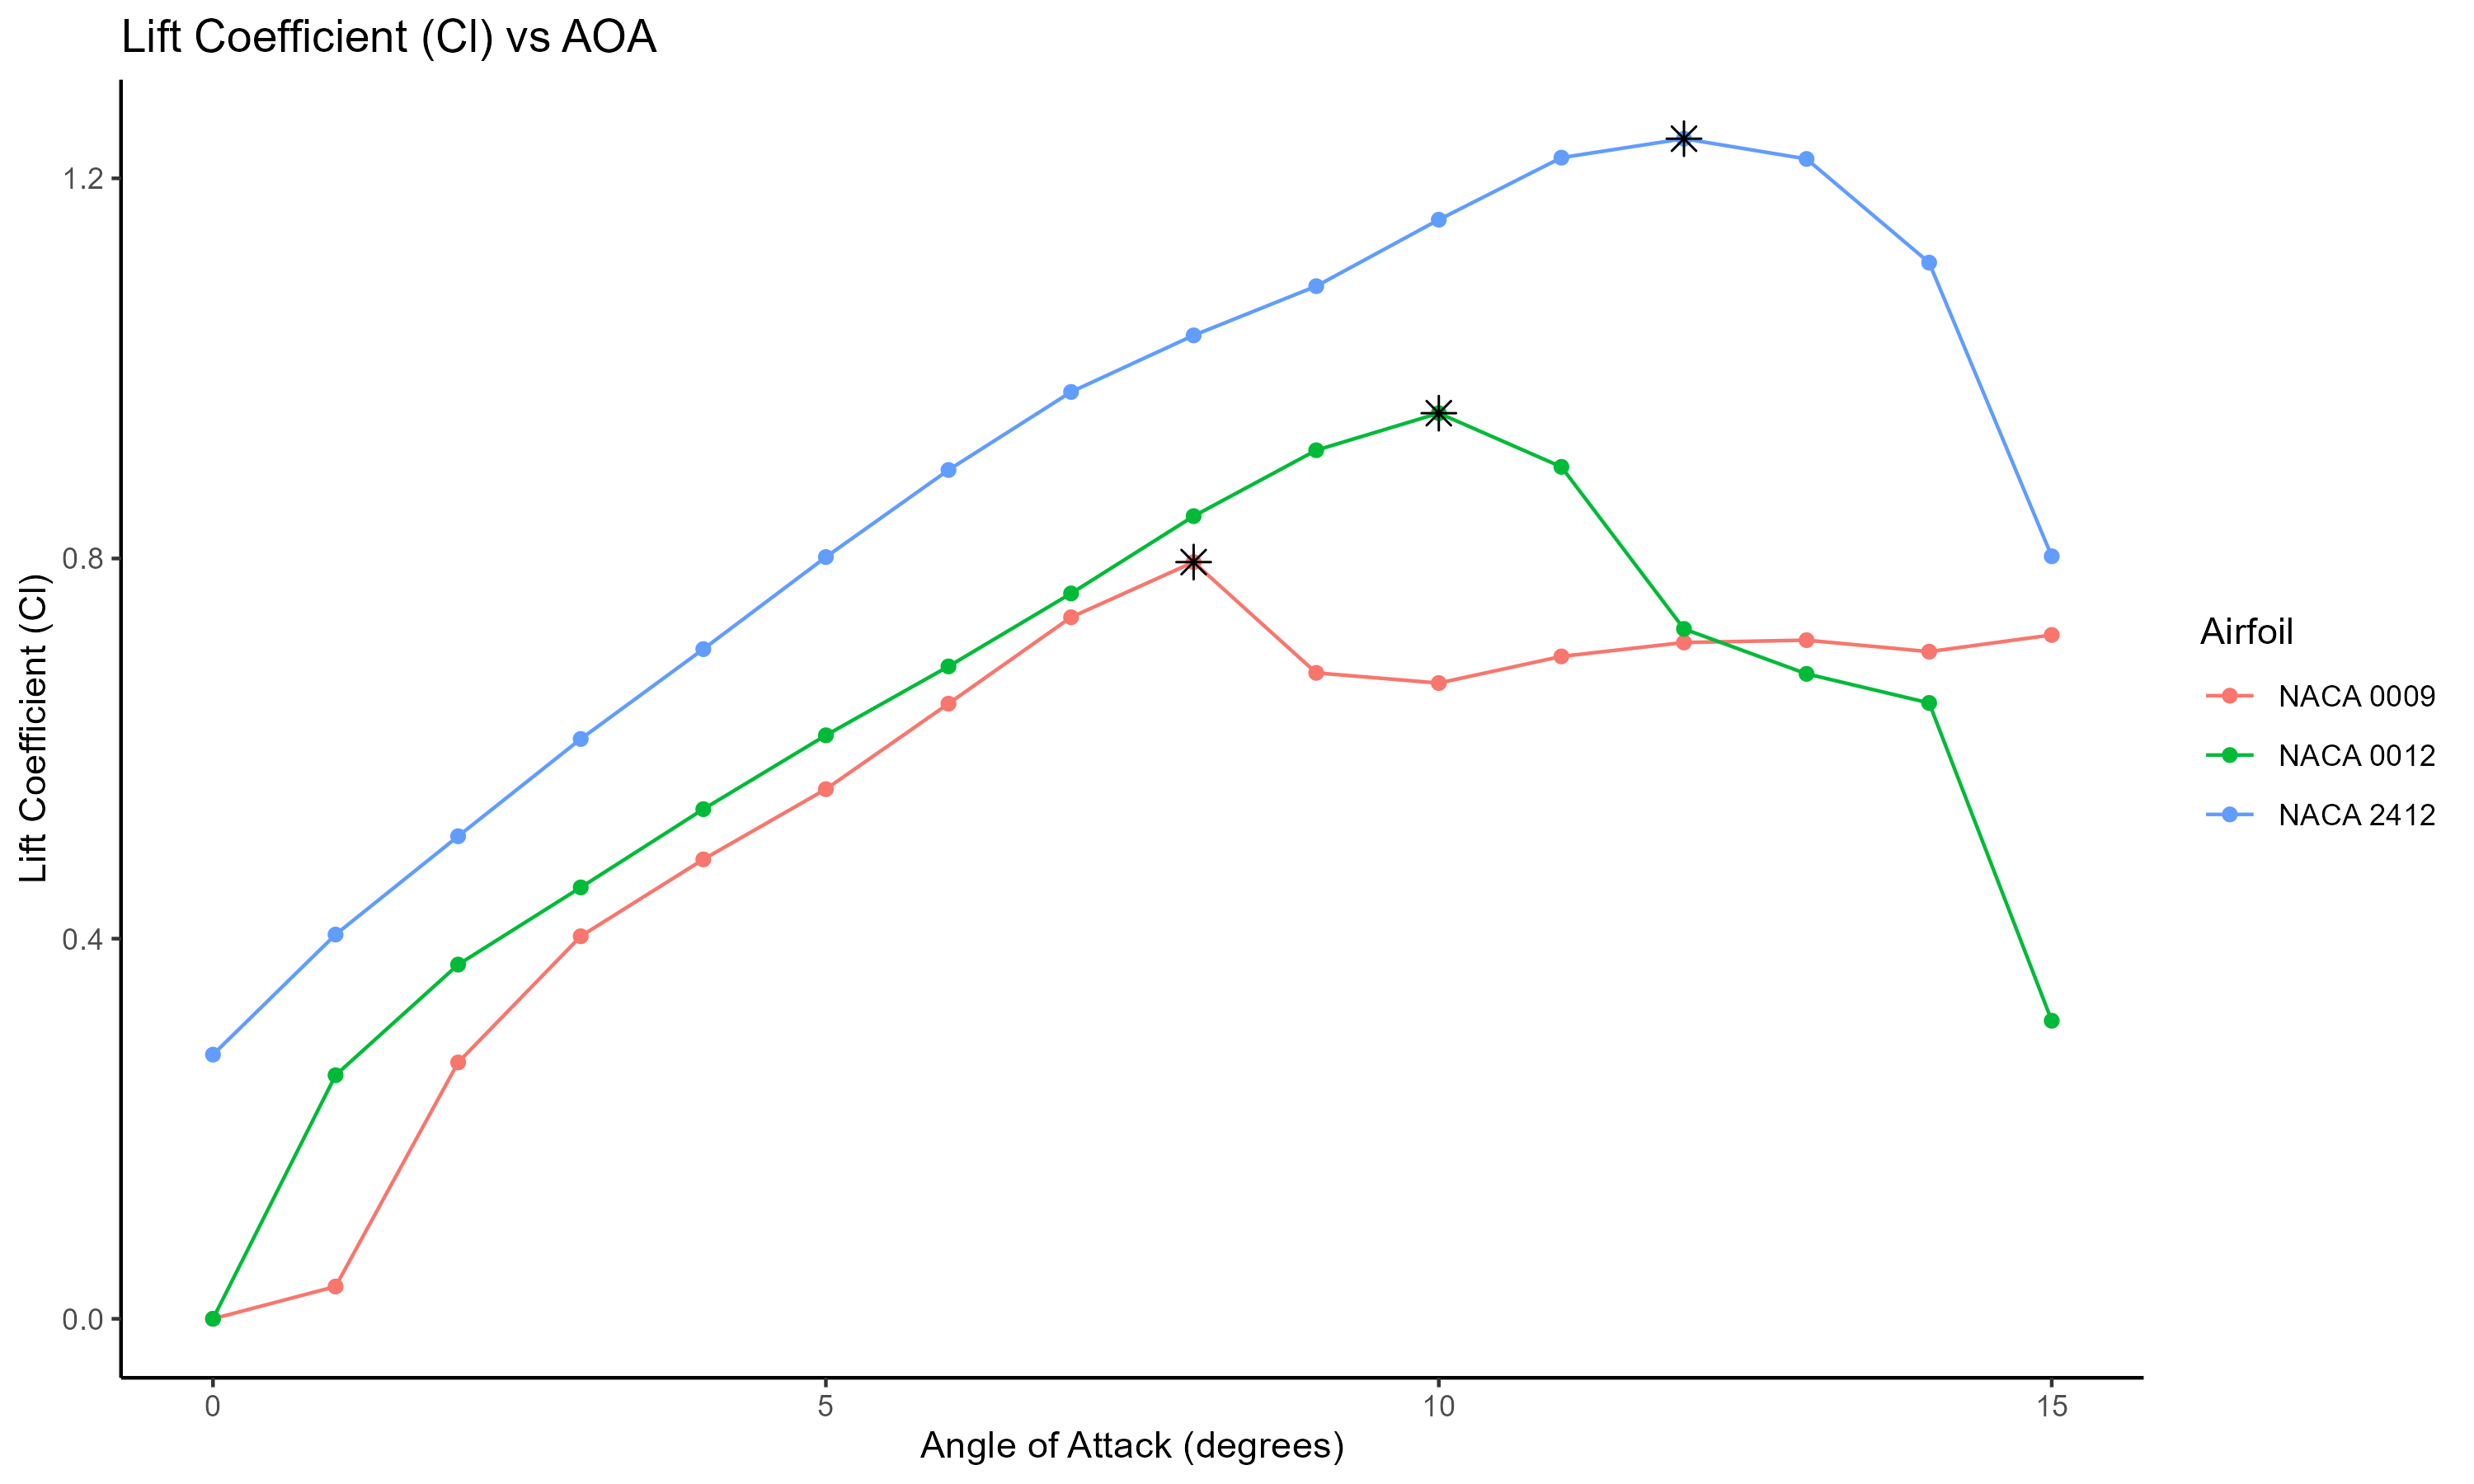 Lift Coefficient (Cl) vs AOA
Lift Coefficient (Cl)
1.2
0.8
0.4
0.0
0
5
10
15
Angle of Attack (degrees)
Airfoil
NACA 0009
NACA 0012
NACA 2412